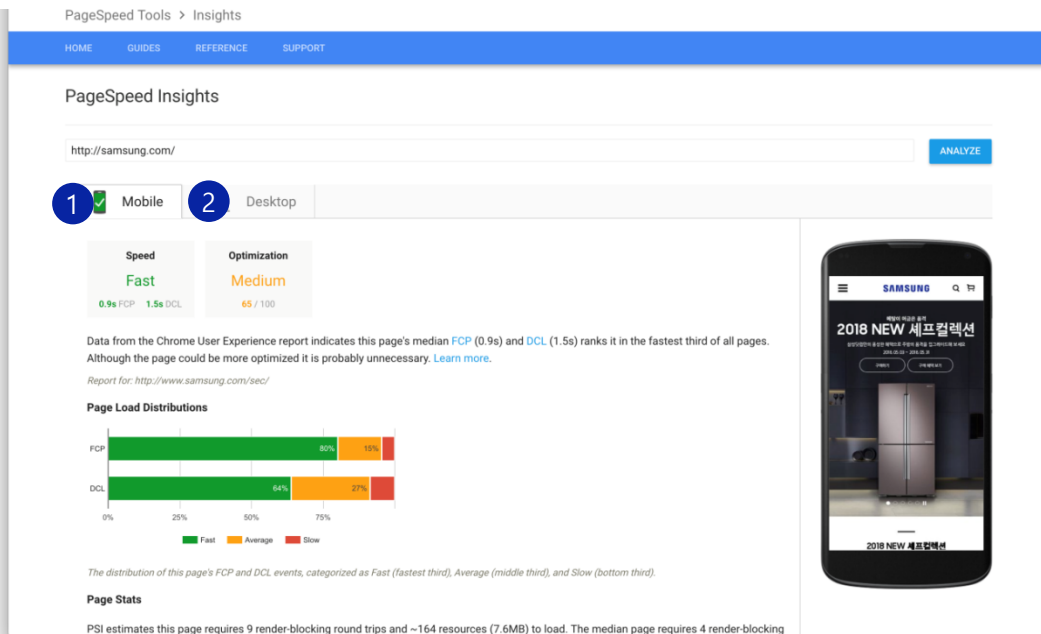 PageSpeed Tools > Insights
HOME GUIDES REFERENCE SUPPORT
PageSpeed Insights
http://samsung.com/
ANALYZE
1 Mobile 2 Desktop
Speed
Fast
0.9s FCP 1.5s DCL
Optimization
Medium
65 / 100
Data from the Chrome User Experience report indicates this page's median FCP (0.9s) and DCL (1.5s) ranks it in the fastest third of all pages.
Although the page could be more optimized it is probably unnecessary. Learn more.
Report for: http://www.samsung.com/sec/
Page Load Distributions
FCP 80% 15%
DCL 64% 27%
0% 25% 50% 75%
Fast Average Slow
The distribution of this page's FCP and DCL events, categorized as Fast (fastest third), Average (middle third), and Slow (bottom third).
Page Stats
PSI estimates this page requires 9 render-blocking round trips and ~164 resources (7.6MB) to load. The median page requires 4 render-blocking
SAMSUNG
2018 NEW 셰프컬렉션
2018 NEW 셰프컬렉션